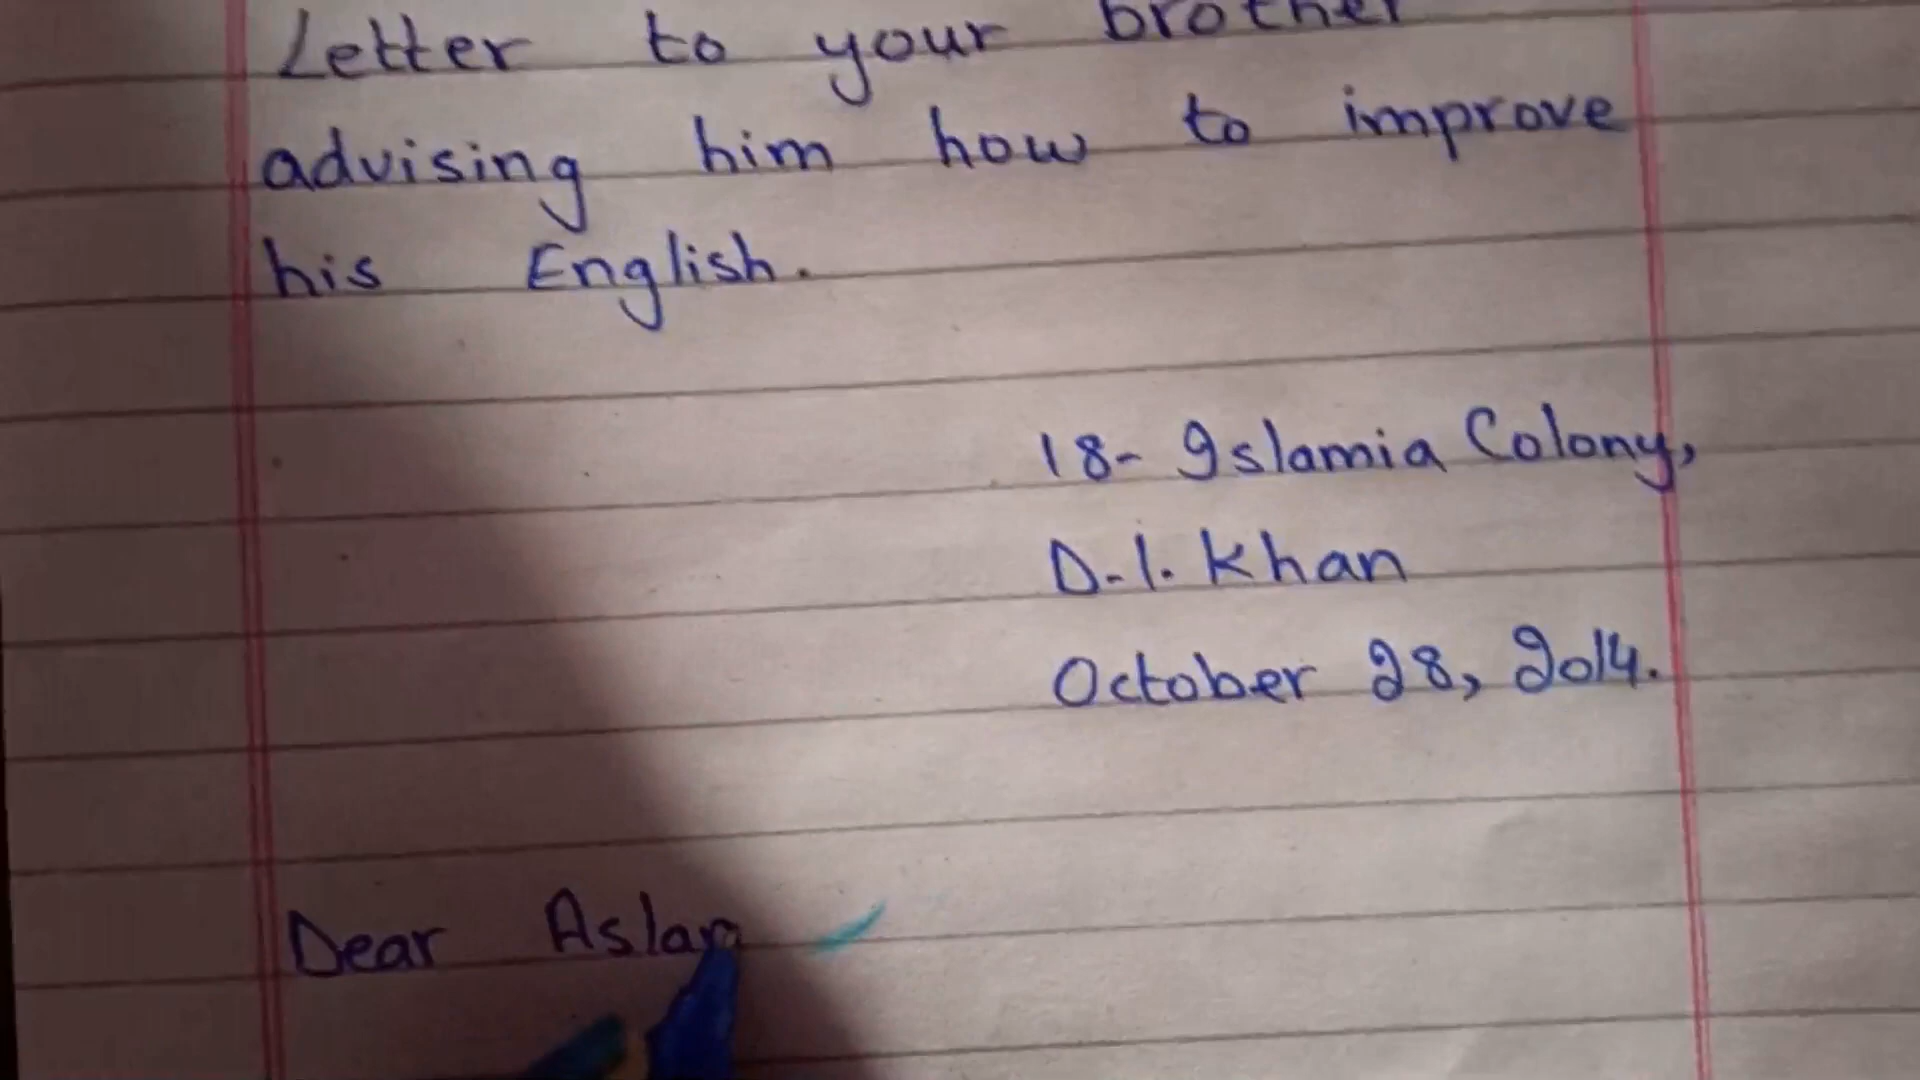 Letter to your brother
advising him how to improve
his English.
18- Islamia Colony,
D.I. Khan
October 28, 2014.
Dear Aslam